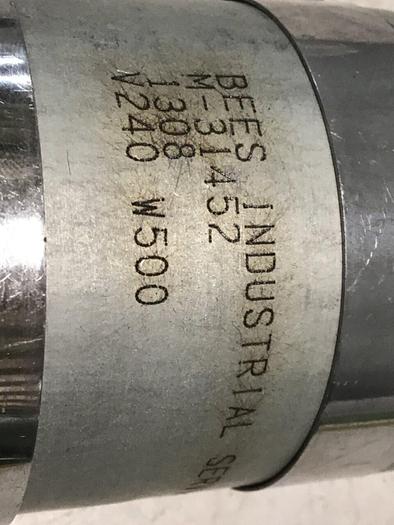 BEES INDUSTRIAL
M-31452
1308
V240 W500